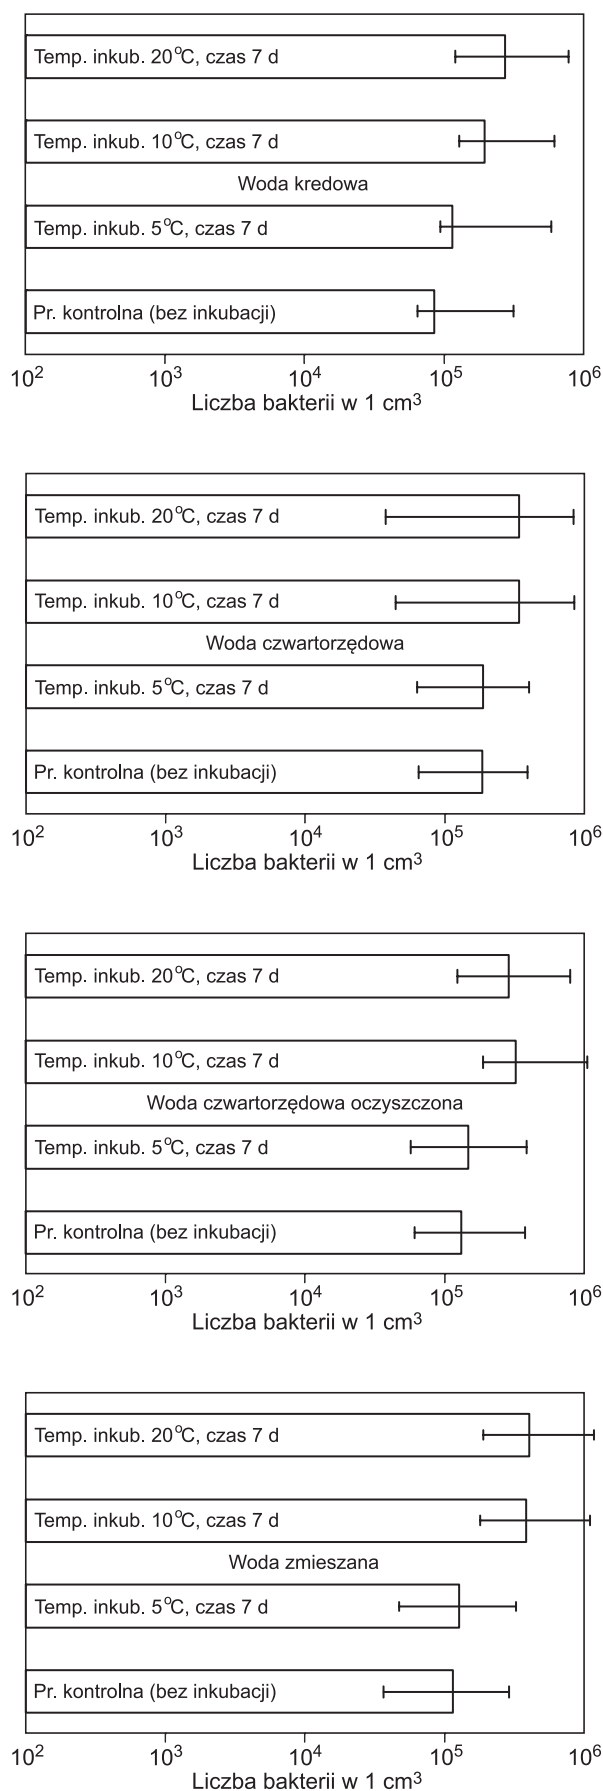 Temp. inkub. 20°C, czas 7 d
Temp. inkub. 10°C, czas 7 d
Woda kredowa
Temp. inkub. 5°C, czas 7 d
Pr. kontrolna (bez inkubacji)
10² 10³ 10⁴ 10⁵ 10⁶
Liczba bakterii w 1 cm³
Temp. inkub. 20°C, czas 7 d
Temp. inkub. 10°C, czas 7 d
Woda czwartorzędowa
Temp. inkub. 5°C, czas 7 d
Pr. kontrolna (bez inkubacji)
10² 10³ 10⁴ 10⁵ 10⁶
Liczba bakterii w 1 cm³
Temp. inkub. 20°C, czas 7 d
Temp. inkub. 10°C, czas 7 d
Woda czwartorzędowa oczyszczona
Temp. inkub. 5°C, czas 7 d
Pr. kontrolna (bez inkubacji)
10² 10³ 10⁴ 10⁵ 10⁶
Liczba bakterii w 1 cm³
Temp. inkub. 20°C, czas 7 d
Temp. inkub. 10°C, czas 7 d
Woda zmieszana
Temp. inkub. 5°C, czas 7 d
Pr. kontrolna (bez inkubacji)
10² 10³ 10⁴ 10⁵ 10⁶
Liczba bakterii w 1 cm³